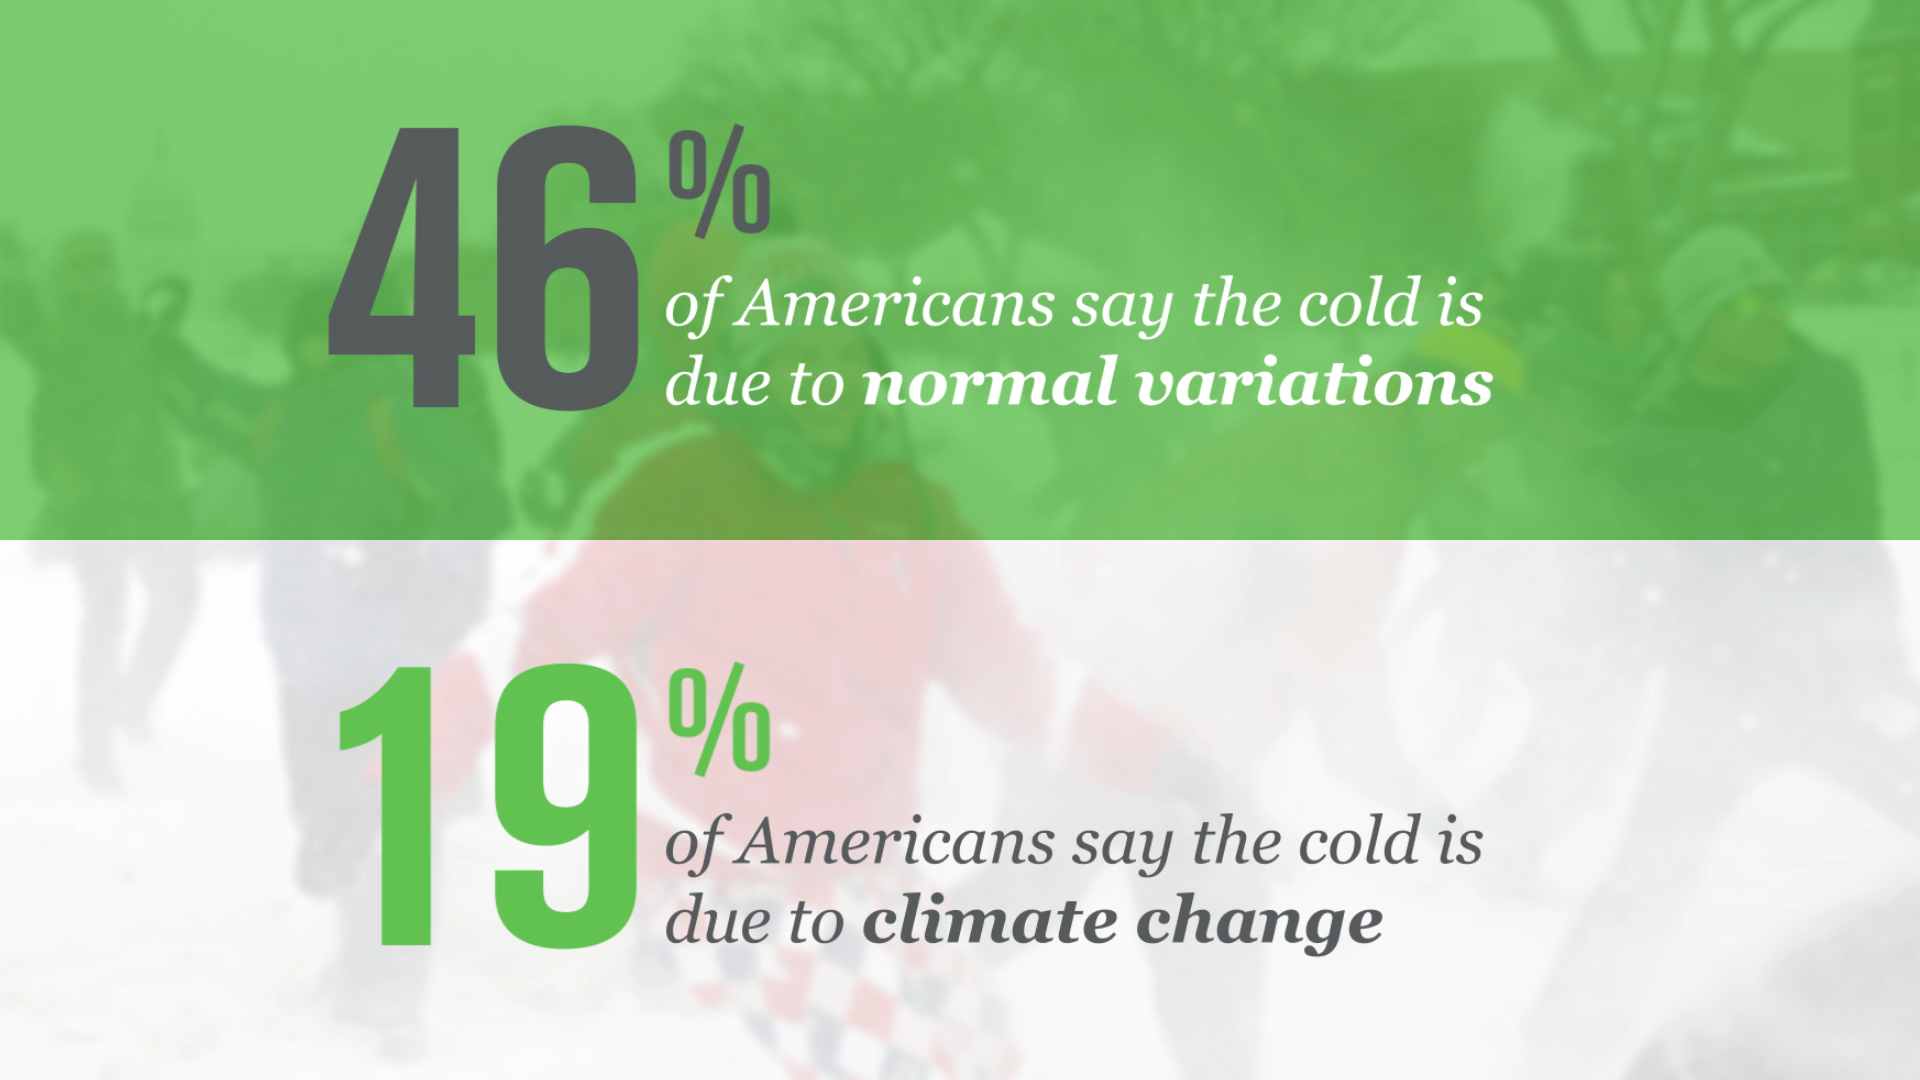 46%
of Americans say the cold is
due to normal variations
19%
of Americans say the cold is
due to climate change